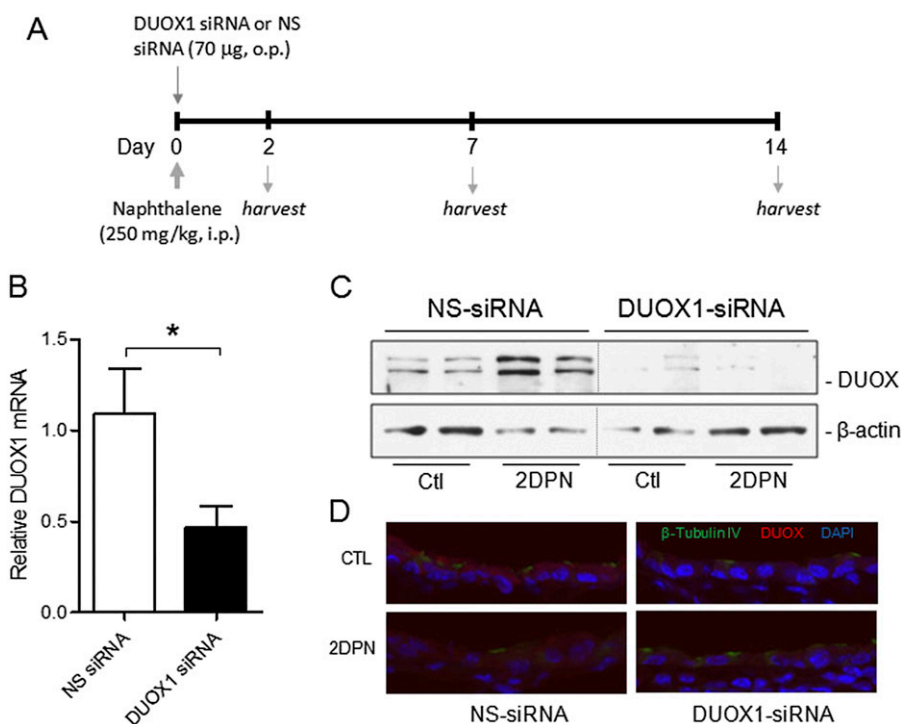 A
DUOX1 siRNA or NS
siRNA (70 µg, o.p.)
Day 0 2 7 14
Naphthalene
(250 mg/kg, i.p.)
harvest harvest harvest
B
*
Relative DUOX1 mRNA
1.5
1.0
0.5
0.0
NS siRNA
DUOX1 siRNA
C
NS-siRNA DUOX1-siRNA
- DUOX
- β-actin
Ctl 2DPN Ctl 2DPN
D
β-Tubulin IV DUOX DAPI
CTL
2DPN
NS-siRNA DUOX1-siRNA